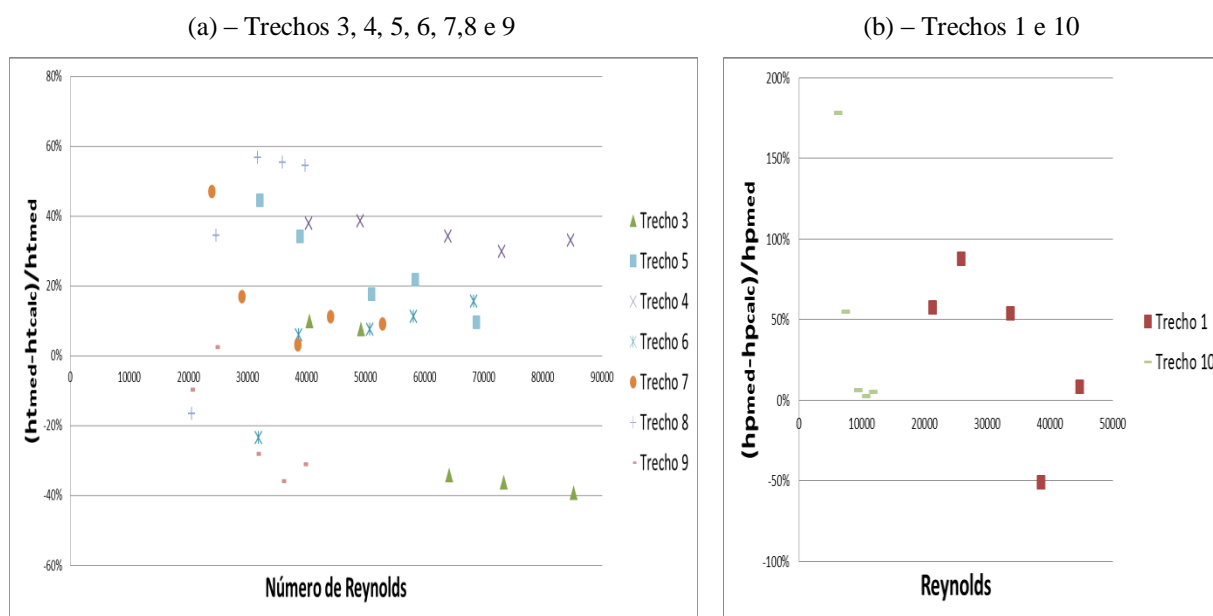 (a) – Trechos 3, 4, 5, 6, 7,8 e 9
80%
60%
40%
20%
0%
-20%
-40%
-60%
0 10000 20000 30000 40000 50000 60000 70000 80000 90000
(htmed-htcalc)/htmed
Número de Reynolds
Trecho 3
Trecho 5
Trecho 4
Trecho 6
Trecho 7
Trecho 8
Trecho 9
(b) – Trechos 1 e 10
200%
150%
100%
50%
0%
-50%
-100%
0 10000 20000 30000 40000 50000
(hpmed-hpcalc)/hpmed
Reynolds
Trecho 1
Trecho 10